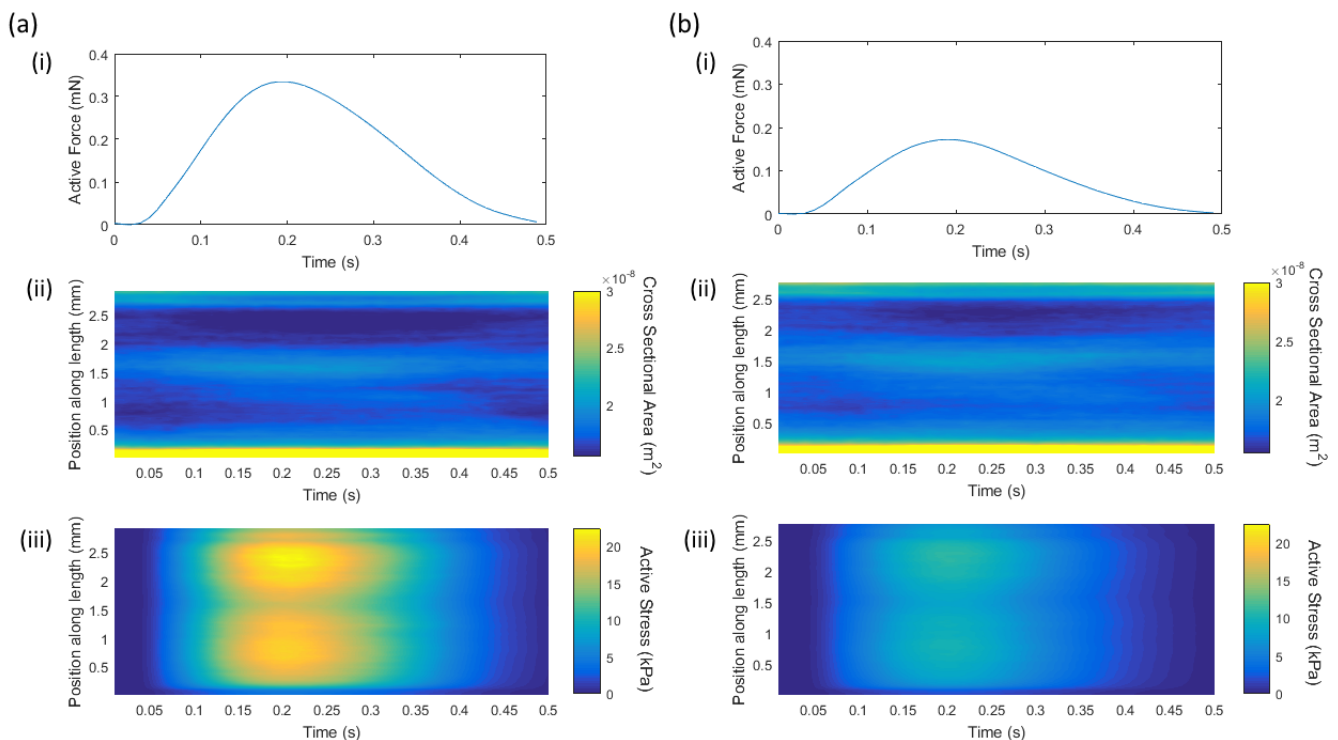 (a)
(i)
0.4
0.3
0.2
0.1
0
Active Force (mN)
0 0.1 0.2 0.3 0.4 0.5
Time (s)
(ii)
Position along length (mm)
2.5
2
1.5
1
0.5
0.05 0.1 0.15 0.2 0.25 0.3 0.35 0.4 0.45 0.5
Time (s)
×10⁻⁸
3
2.5
2
Cross Sectional Area (m²)
(iii)
Position along length (mm)
2.5
2
1.5
1
0.5
0.05 0.1 0.15 0.2 0.25 0.3 0.35 0.4 0.45 0.5
Time (s)
20
15
10
5
0
Active Stress (kPa)
(b)
(i)
0.4
0.3
0.2
0.1
0
Active Force (mN)
0 0.1 0.2 0.3 0.4 0.5
Time (s)
(ii)
Position along length (mm)
2.5
2
1.5
1
0.5
0.05 0.1 0.15 0.2 0.25 0.3 0.35 0.4 0.45 0.5
Time (s)
×10⁻⁸
3
2.5
2
Cross Sectional Area (m²)
(iii)
Position along length (mm)
2.5
2
1.5
1
0.5
0.05 0.1 0.15 0.2 0.25 0.3 0.35 0.4 0.45 0.5
Time (s)
20
15
10
5
0
Active Stress (kPa)